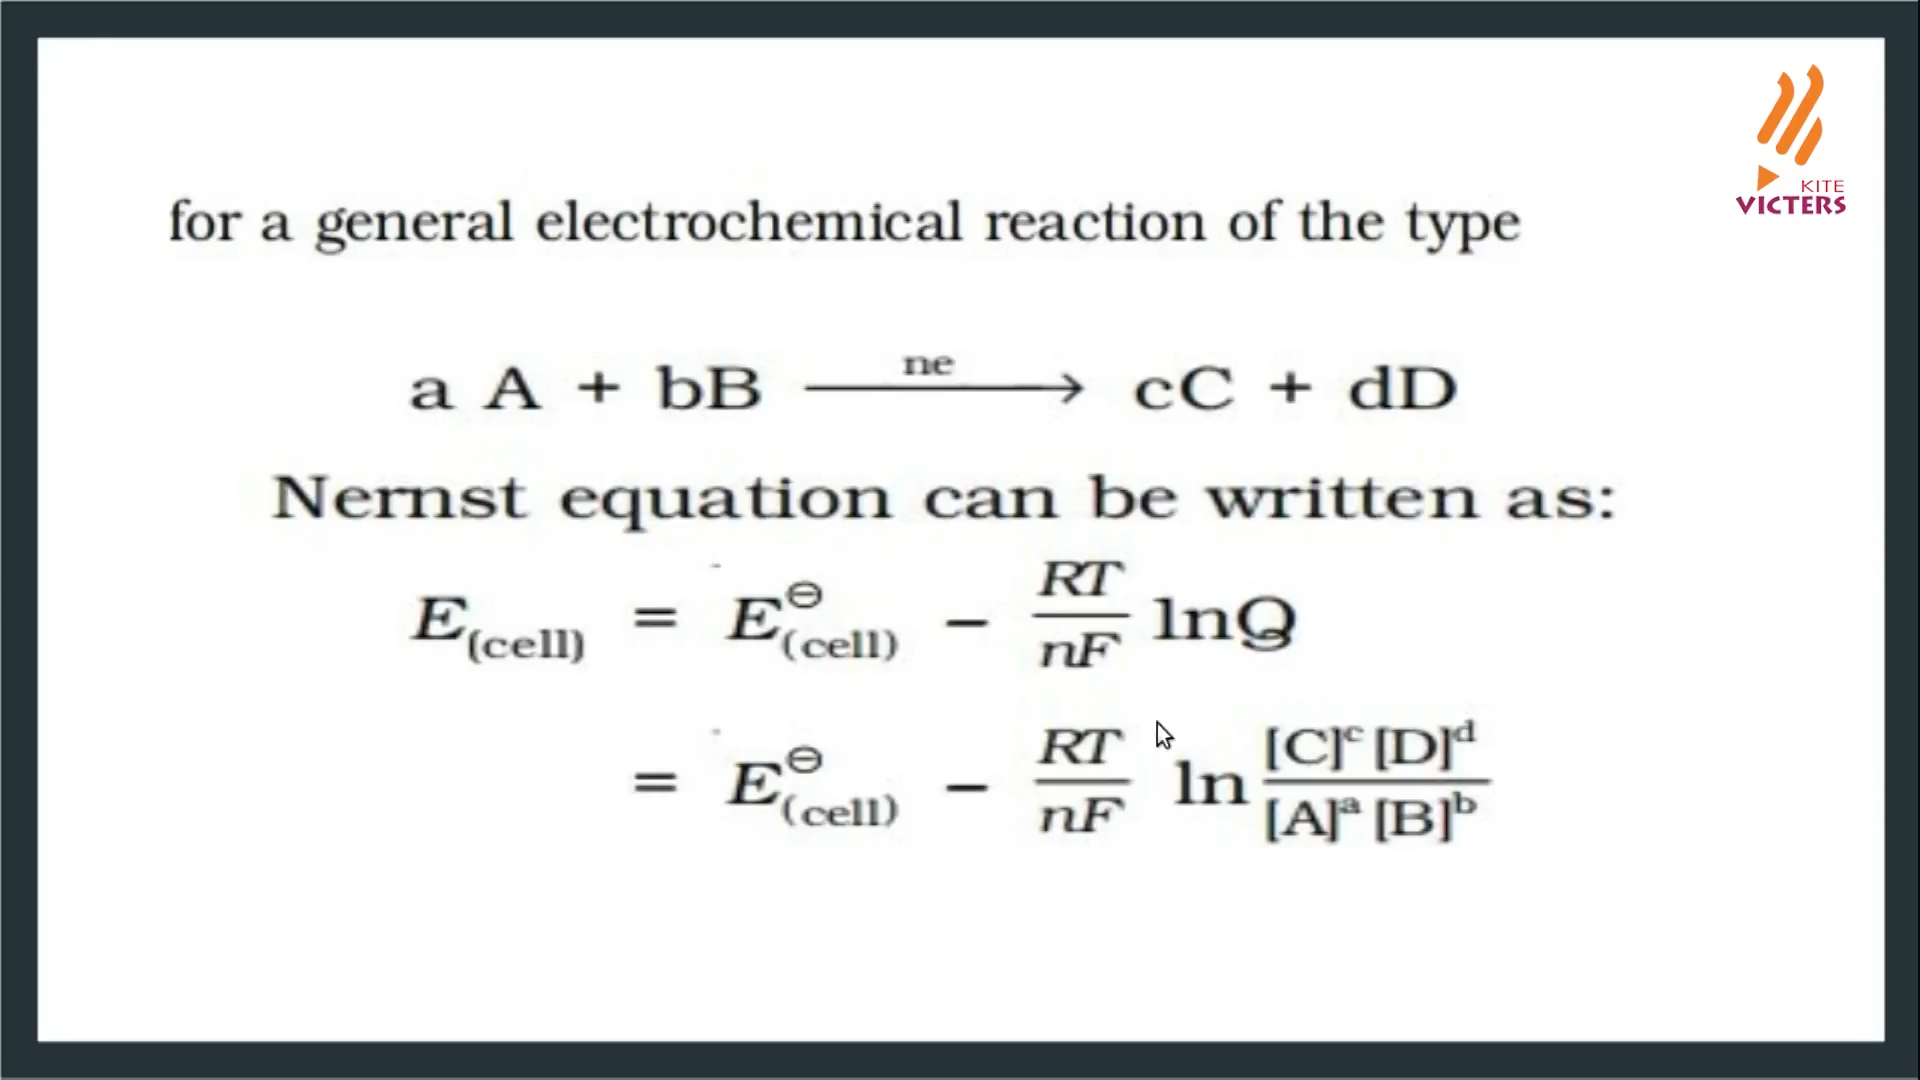 KITE
VICTERS
for a general electrochemical reaction of the type
a A + bB —ne→ cC + dD
Nernst equation can be written as:
E(cell) = E⊖(cell) − RT/nF lnQ
= E⊖(cell) − RT/nF ln [C]ᶜ [D]ᵈ / [A]ᵃ [B]ᵇ